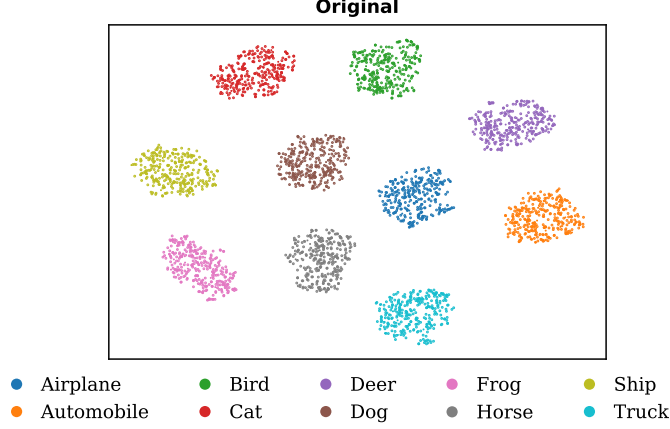 Original
Airplane Bird Deer Frog Ship
Automobile Cat Dog Horse Truck